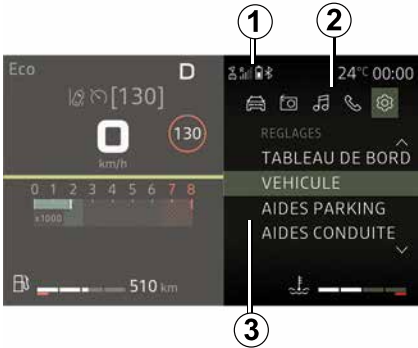 1
2
Eco
D
24°C 00:00
[130]
0
130
km/h
REGLAGES
TABLEAU DE BORD
VEHICULE
AIDES PARKING
AIDES CONDUITE
0 1 2 3 4 5 6 7 8
x1000
510 km
3